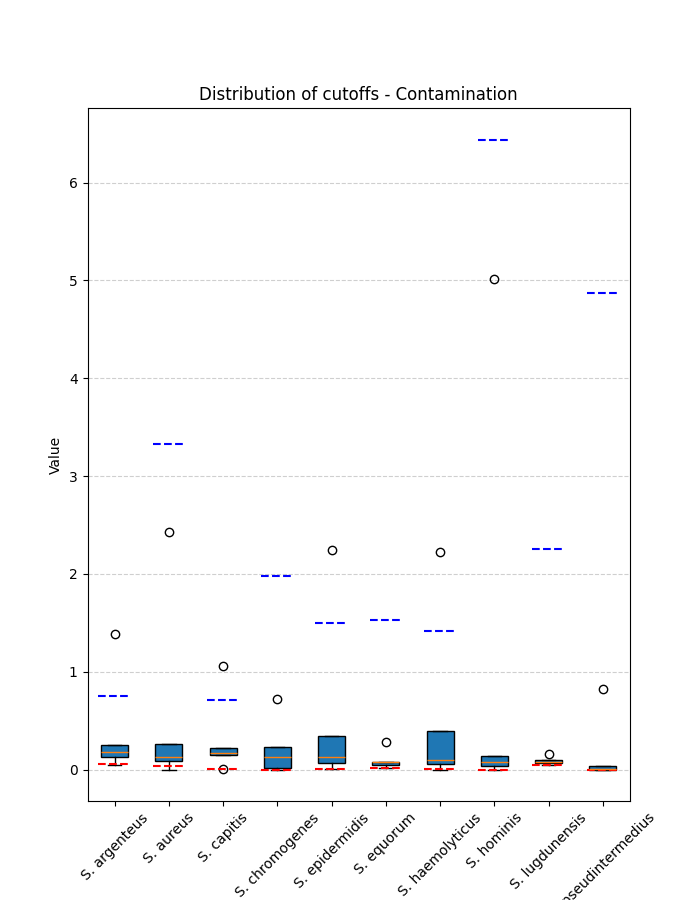 Distribution of cutoffs - Contamination
6
5
4
3
2
1
0
Value
S. argenteus
S. aureus
S. capitis
S. chromogenes
S. epidermidis
S. equorum
S. haemolyticus
S. hominis
S. lugdunensis
pseudintermedius